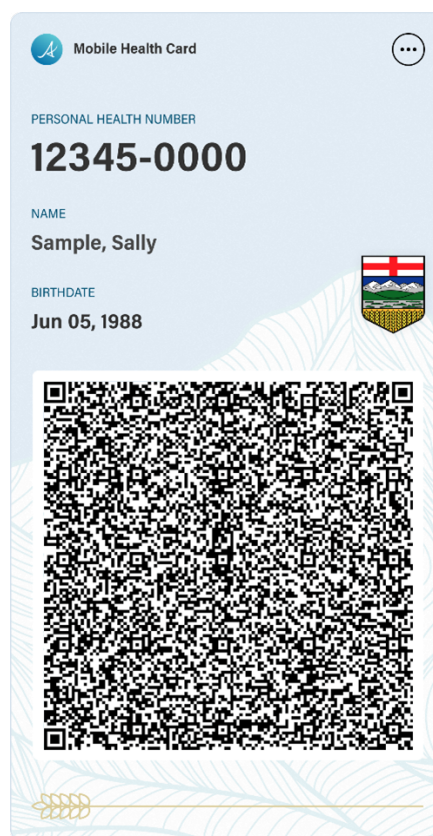 Mobile Health Card
PERSONAL HEALTH NUMBER
12345-0000
NAME
Sample, Sally
BIRTHDATE
Jun 05, 1988